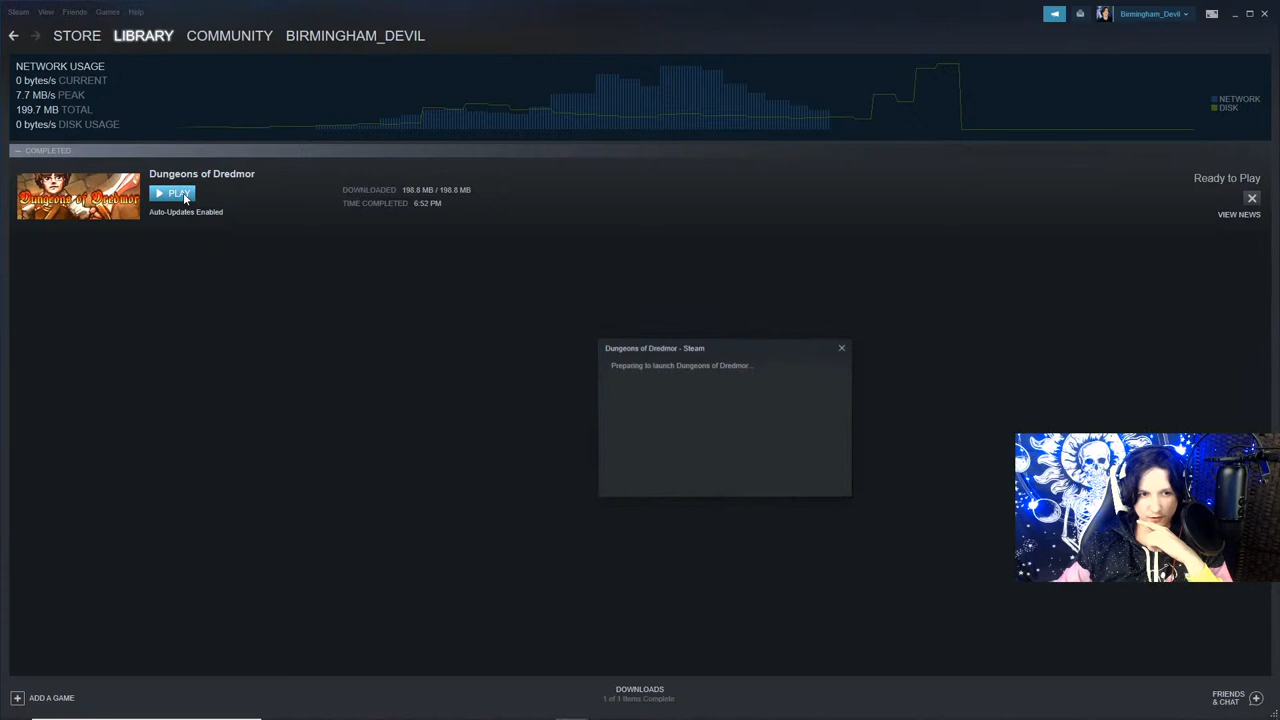 Steam View Friends Games Help
Birmingham_Devil
STORE LIBRARY COMMUNITY BIRMINGHAM_DEVIL
NETWORK USAGE
0 bytes/s CURRENT
7.7 MB/s PEAK
199.7 MB TOTAL
0 bytes/s DISK USAGE
NETWORK
DISK
COMPLETED
Dungeons of Dredmor
Dungeons of Dredmor
PLAY
Auto-Updates Enabled
DOWNLOADED 198.8 MB / 198.8 MB
TIME COMPLETED 6:52 PM
Ready to Play
VIEW NEWS
Dungeons of Dredmor - Steam
Preparing to launch Dungeons of Dredmor...
ADD A GAME
DOWNLOADS
1 of 1 Items Complete
FRIENDS
& CHAT